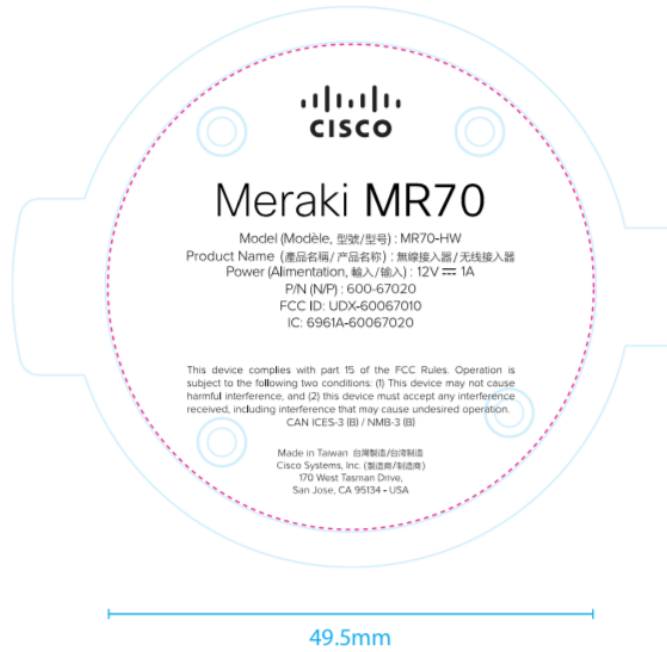 CISCO
Meraki MR70
Model (Modèle, 型號/型号) : MR70-HW
Product Name (產品名稱/产品名称) : 無線接入器/无线接入器
Power (Alimentation, 輸入/输入) : 12V ⎓ 1A
P/N (N/P) : 600-67020
FCC ID: UDX-60067010
IC: 6961A-60067020
This device complies with part 15 of the FCC Rules. Operation is
subject to the following two conditions: (1) This device may not cause
harmful interference, and (2) this device must accept any interference
received, including interference that may cause undesired operation.
CAN ICES-3 (B) / NMB-3 (B)
Made in Taiwan 台灣製造/台湾制造
Cisco Systems, Inc. (製造商/制造商)
170 West Tasman Drive,
San Jose, CA 95134 - USA
49.5mm